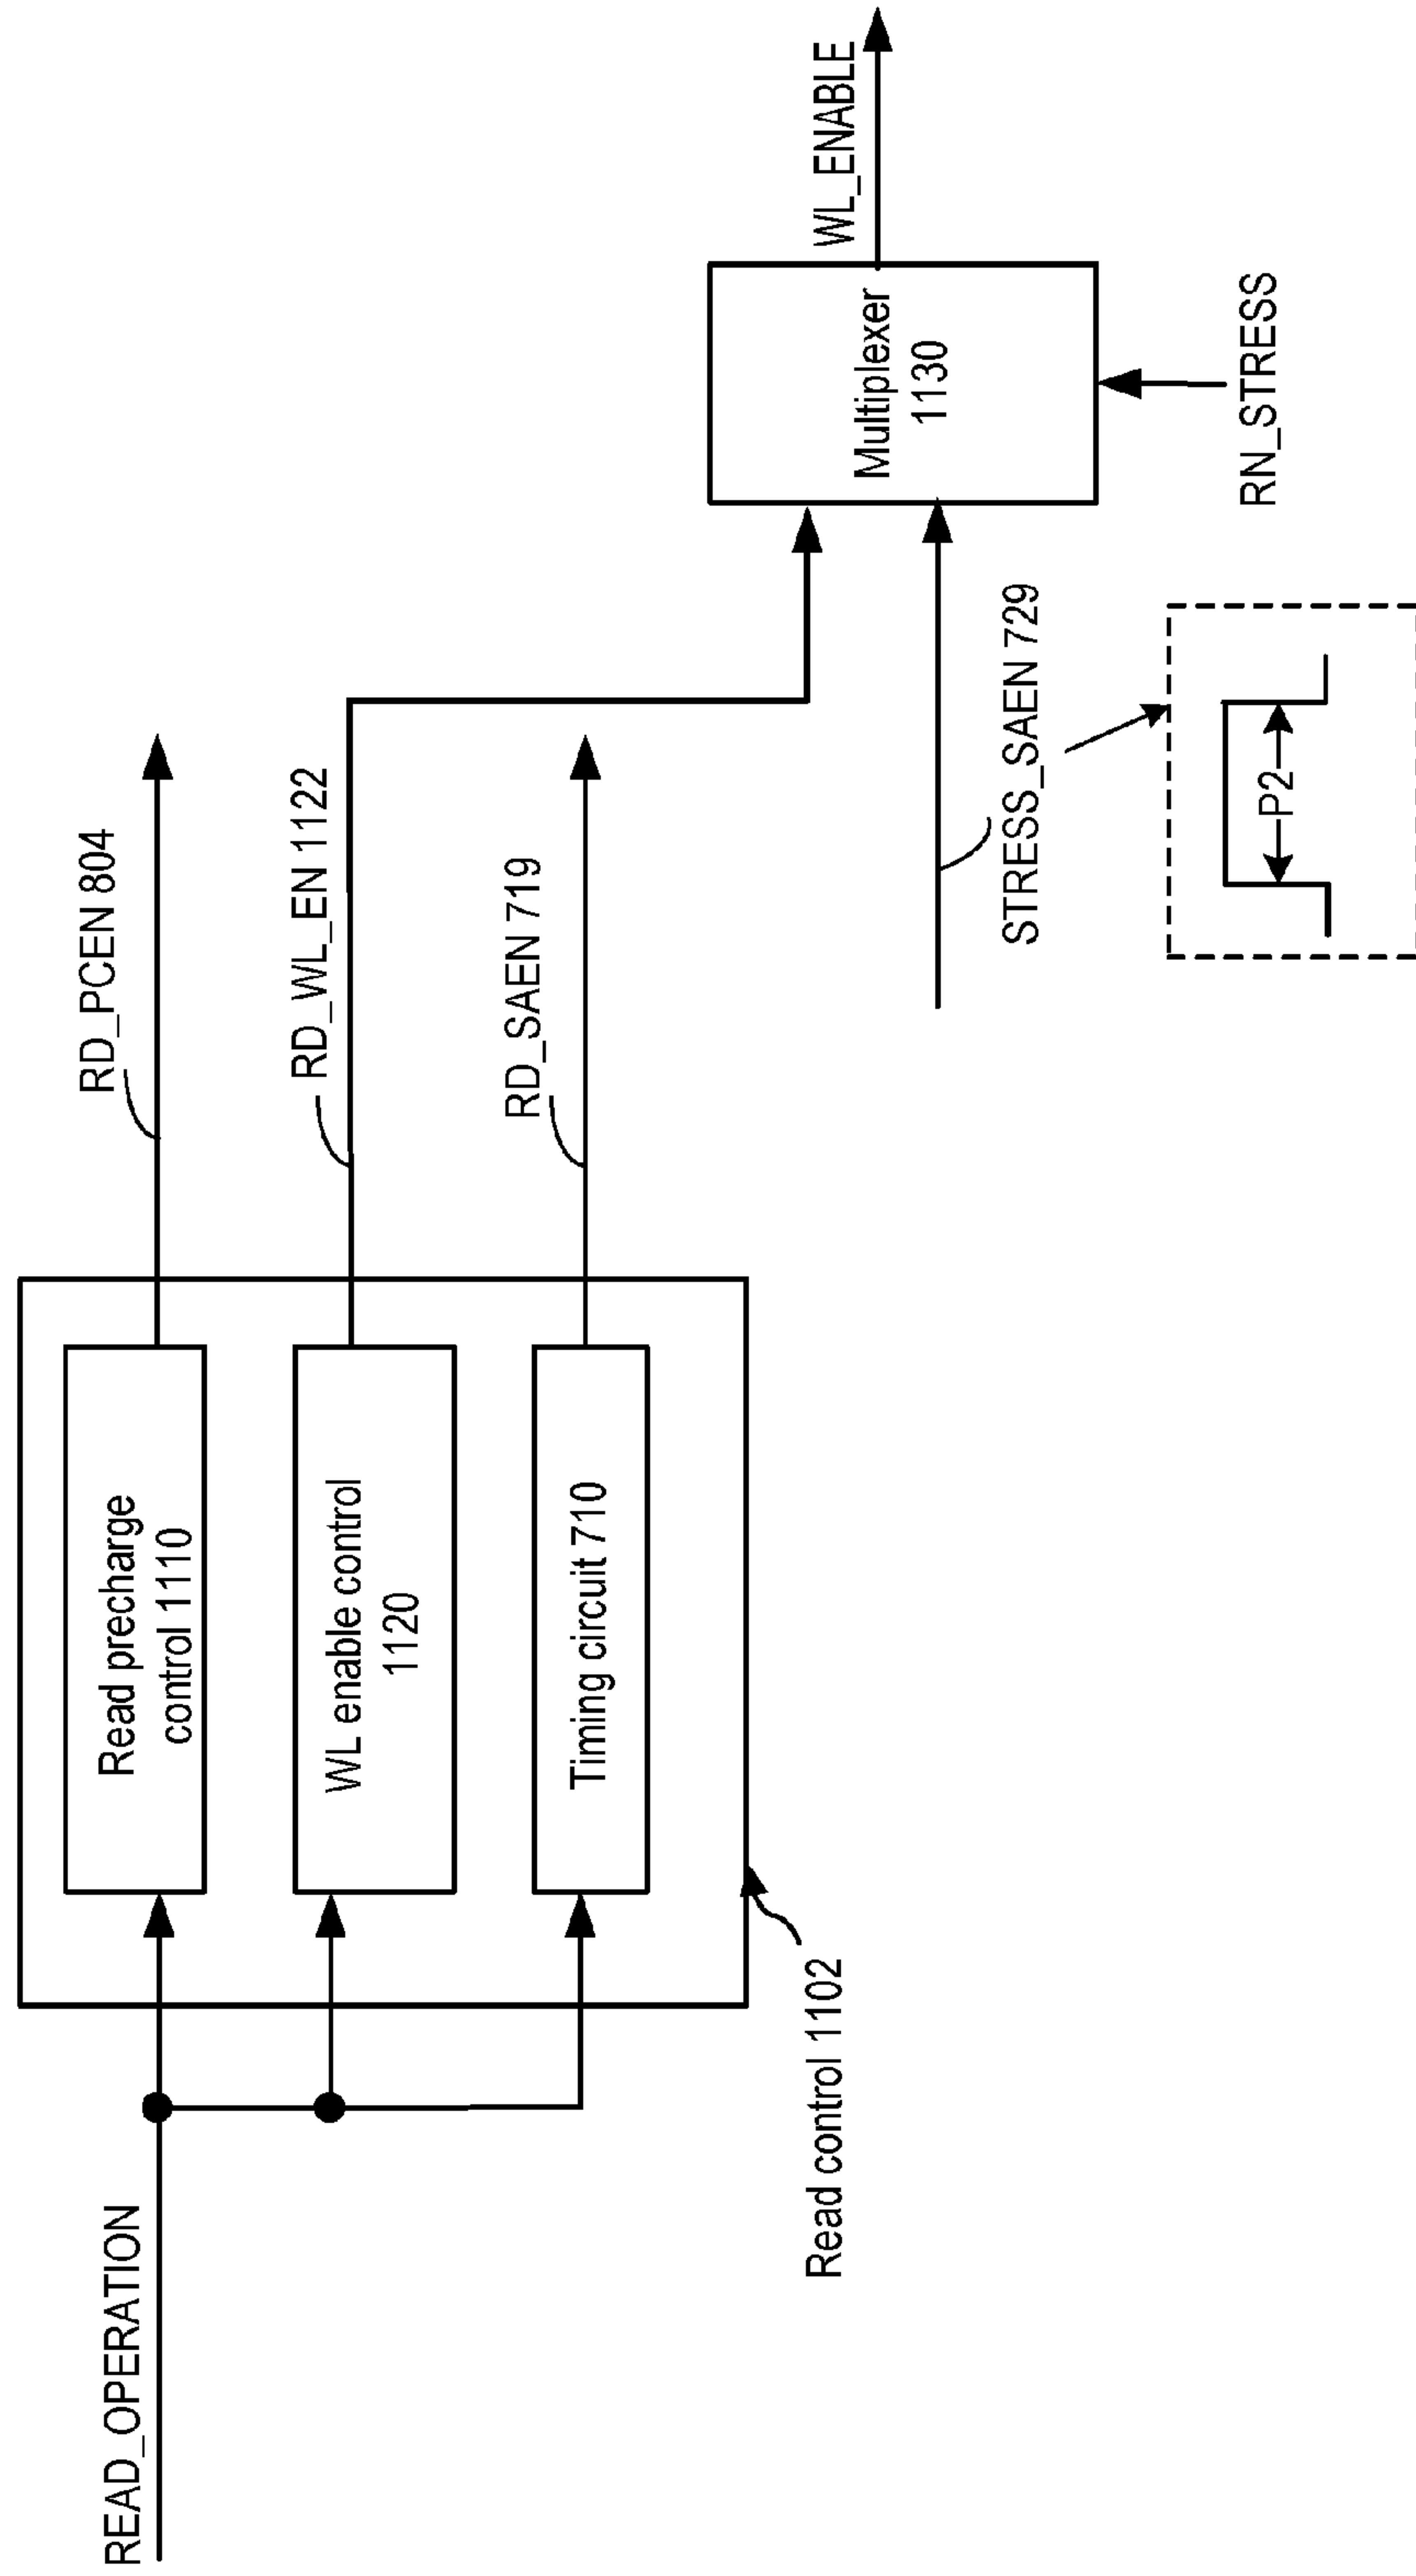 READ_OPERATION
Read precharge
control 1110
WL enable control
1120
Timing circuit 710
Read control 1102
RD_PCEN 804
RD_WL_EN 1122
RD_SAEN 719
STRESS_SAEN 729
P2
Multiplexer
1130
RN_STRESS
WL_ENABLE